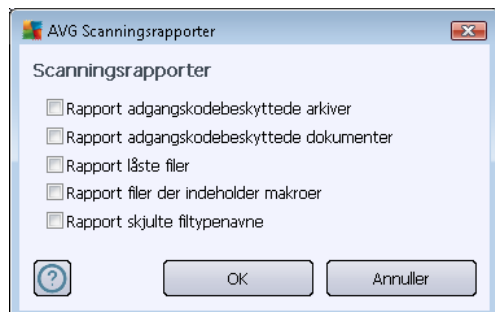 AVG Scanningsrapporter
Scanningsrapporter
Rapport adgangskodebeskyttede arkiver
Rapport adgangskodebeskyttede dokumenter
Rapport låste filer
Rapport filer der indeholder makroer
Rapport skjulte filtypenavne
? OK Annuller